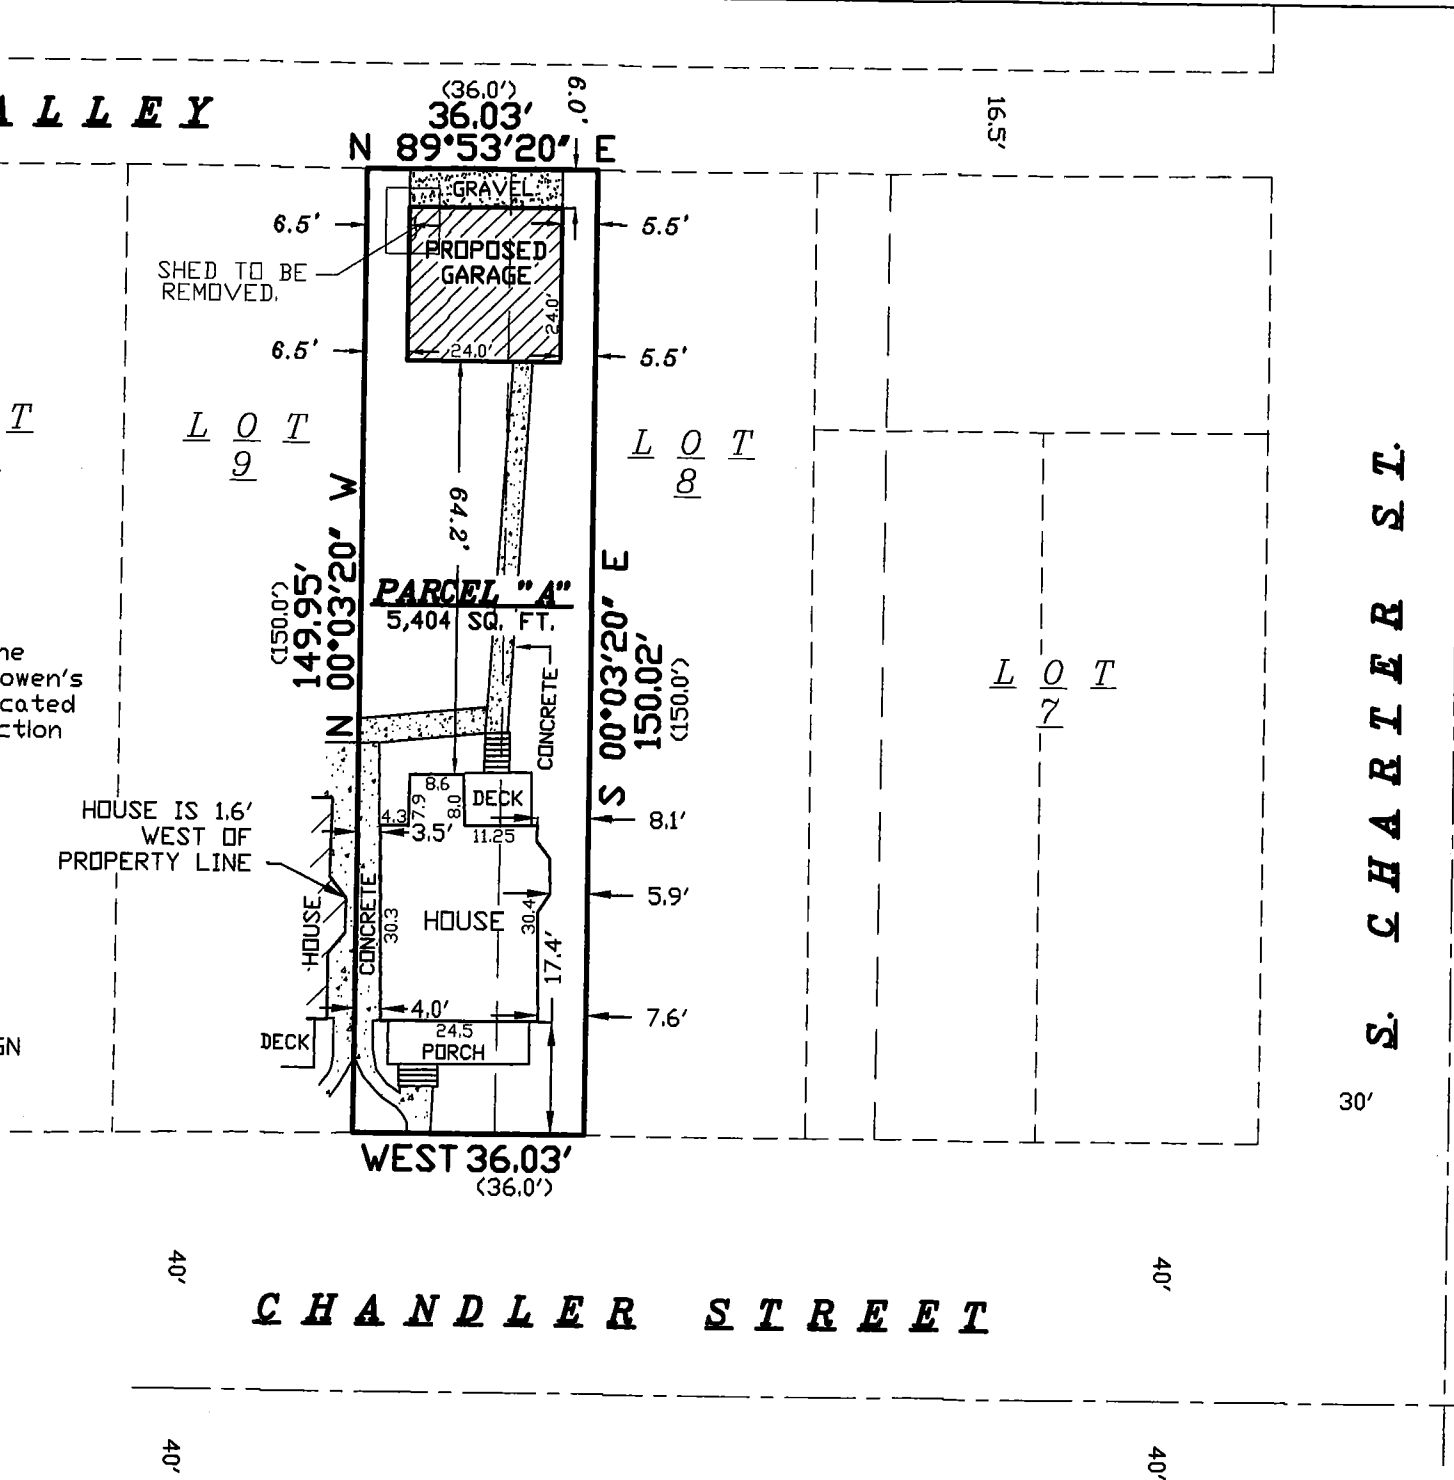 ALLEY
(36.0')
36.03'
N 89°53'20" E
6.0'
16.5'
GRAVEL
6.5'
5.5'
PROPOSED
GARAGE
SHED TO BE
REMOVED.
24.0'
6.5'
24.0'
5.5'
T
LOT
9
LOT
8
64.2'
N 00°03'20" W
149.95'
(150.0')
PARCEL "A"
5,404 SQ. FT.
S 00°03'20" E
150.02'
(150.0')
CONCRETE
LOT
7
S. CHARTER ST.
owen's
cated
ction
HOUSE IS 1.6'
WEST OF
PROPERTY LINE
8.6
7.9
8.0
DECK
4.3
3.5'
11.25
8.1'
5.9'
HOUSE
CONCRETE
30.3
HOUSE
30.4
17.4'
4.0'
7.6'
DECK
24.5
PORCH
GN
30'
WEST 36.03'
(36.0')
40'
40'
CHANDLER STREET
40'
40'